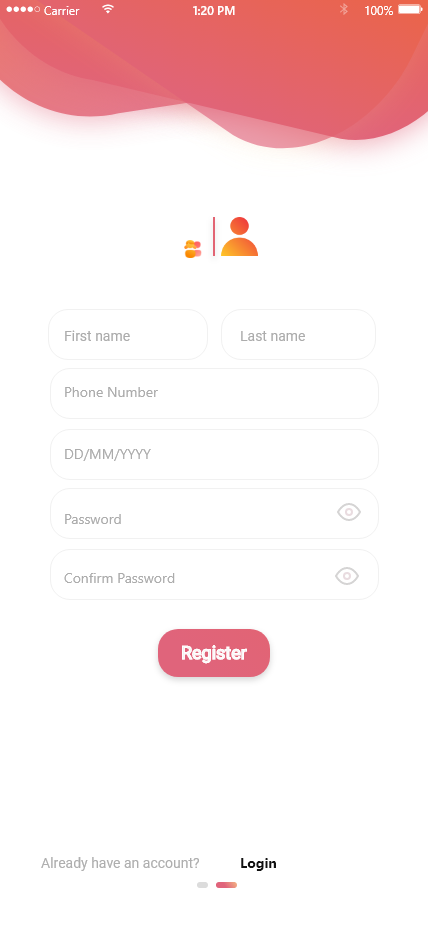 Carrier 1:20 PM 100%
First name Last name
Phone Number
DD/MM/YYYY
Password
Confirm Password
Register
Already have an account? Login